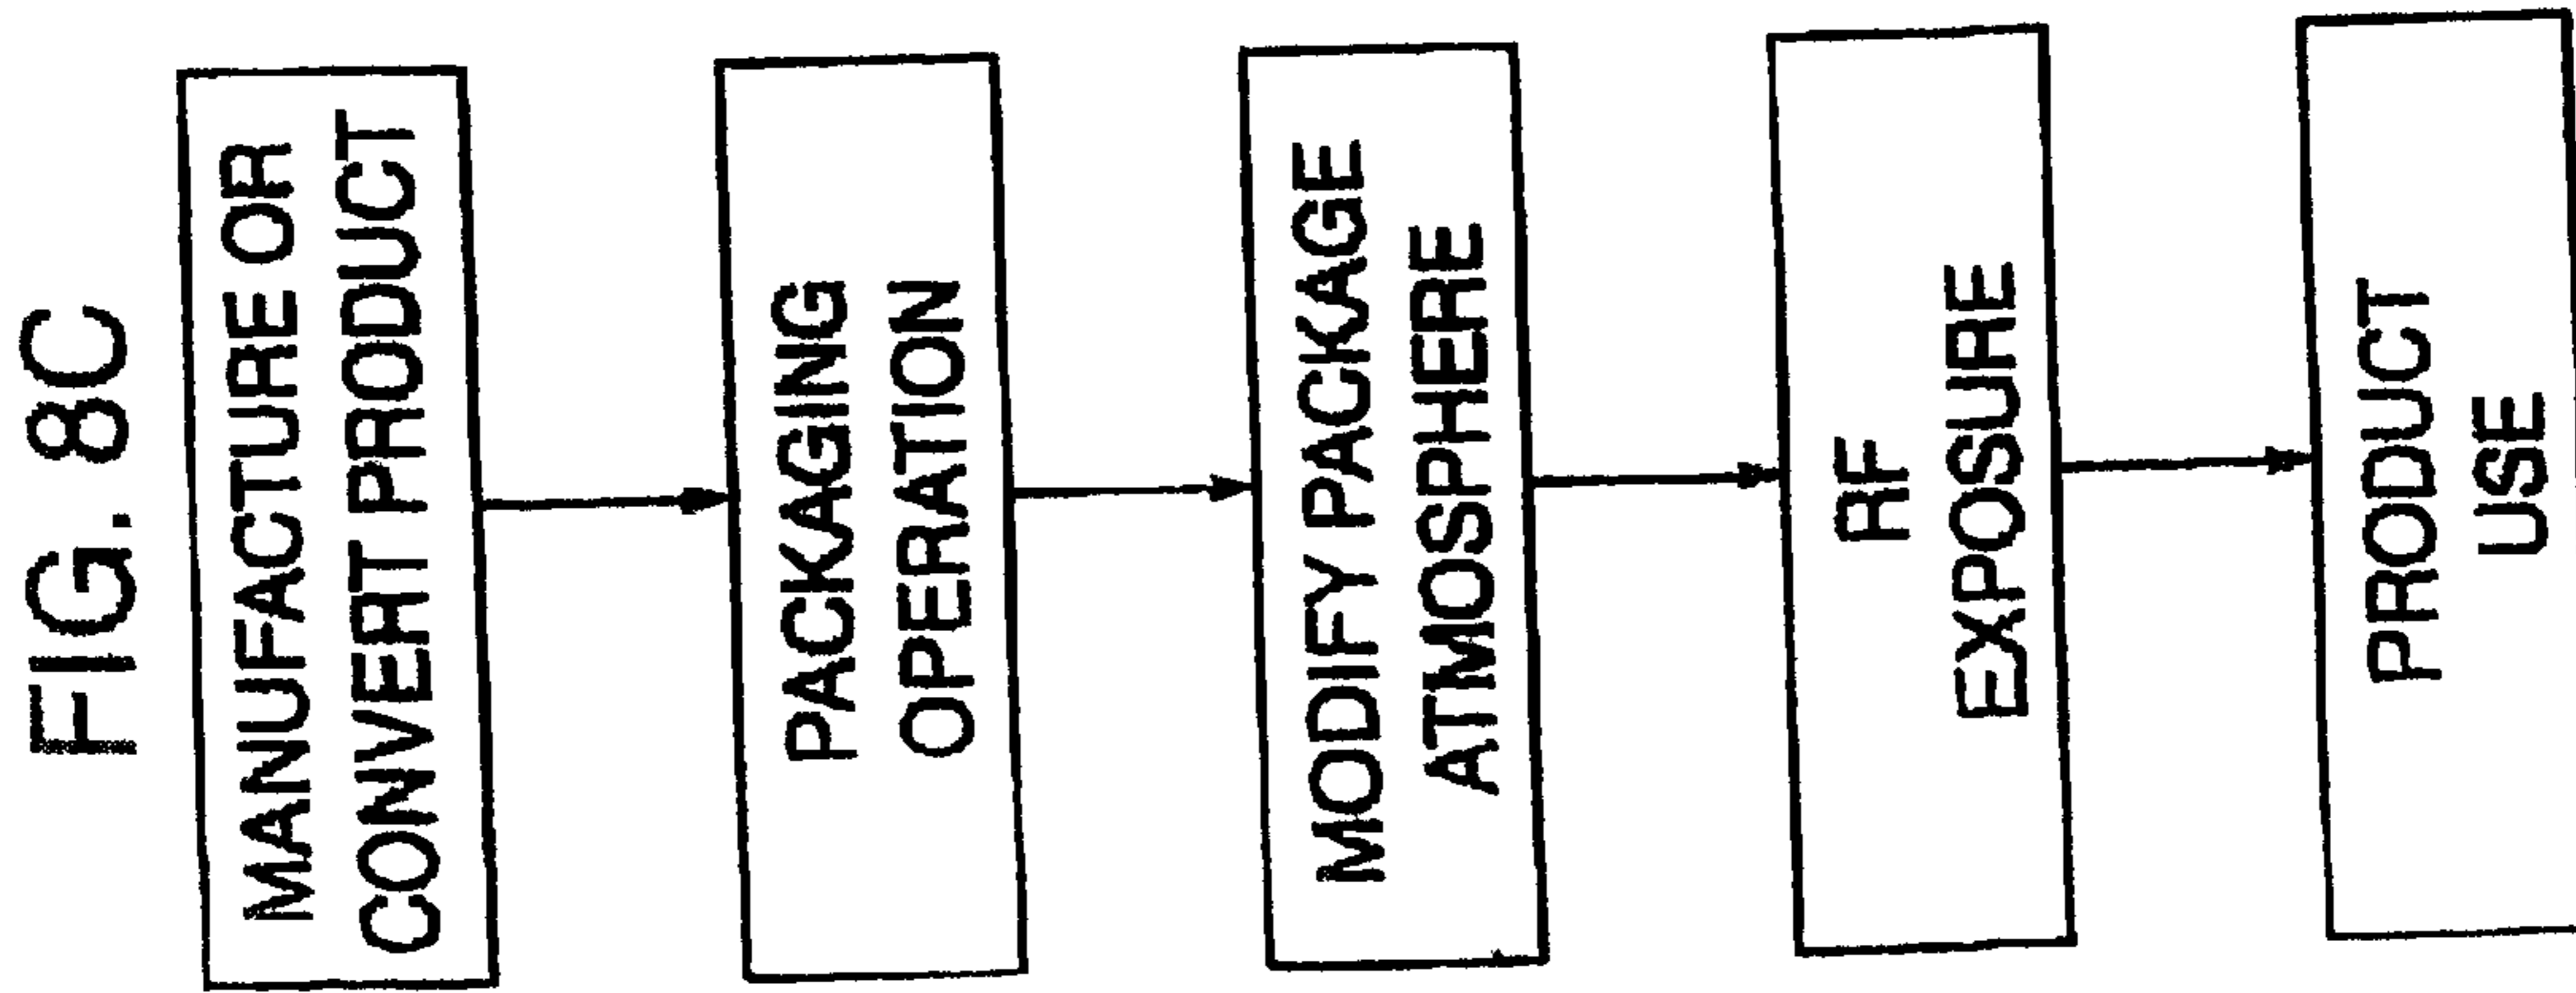 FIG. 8C
MANUFACTURE OR
CONVERT PRODUCT
PACKAGING
OPERATION
MODIFY PACKAGE
ATMOSPHERE
RF
EXPOSURE
PRODUCT
USE